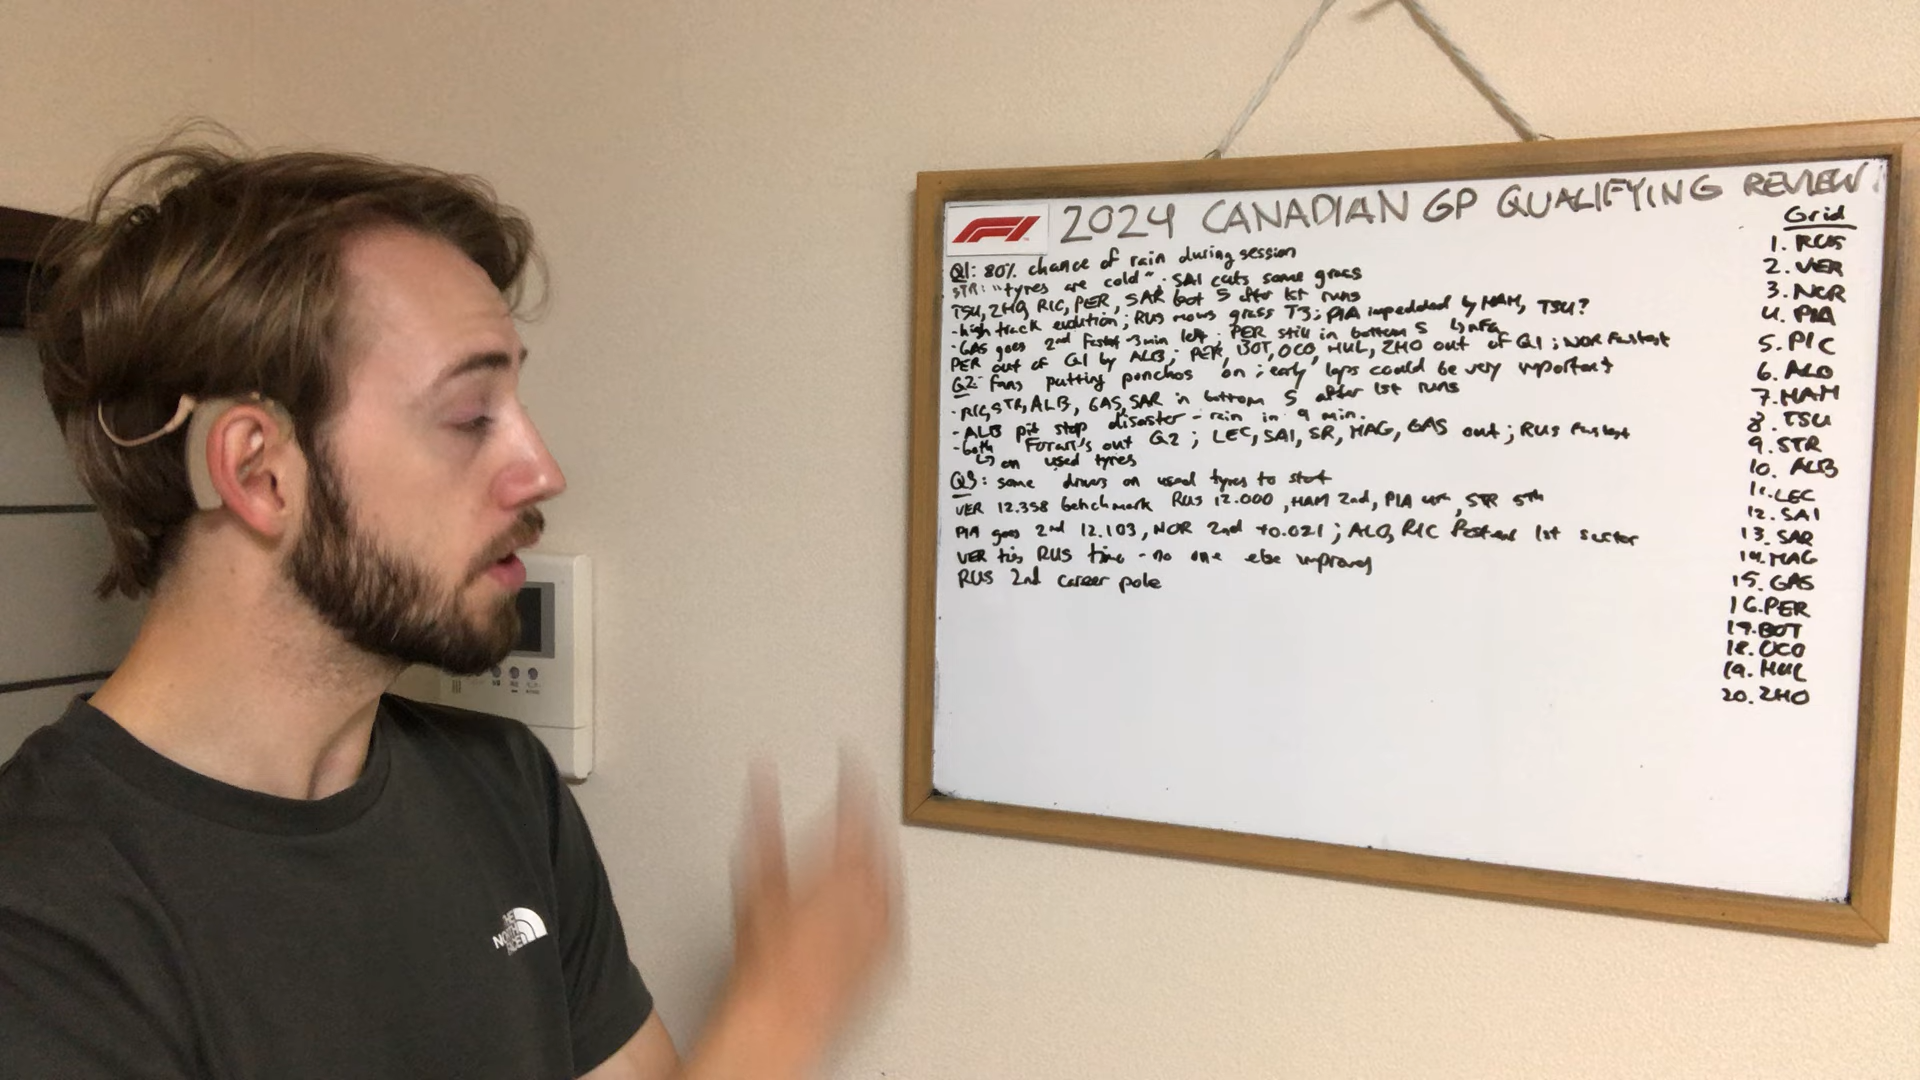 F1 2024 CANADIAN GP QUALIFYING REVIEW
Q1: 80% chance of rain during session
STR: "tyres are cold". SAI cuts some grass
TSU, ZHO, RIC, PER, SAR bot 5 after 1st runs
-high track evolution; RUS mows grass T3; PIA impedded by HAM, TSU?
-GAS goes 2nd fastest ~3min left. PER still in bottom 5 ↳NFA
PER out of Q1 by ALB; PER, BOT, OCO, HUL, ZHO out of Q1; NOR fastest
Q2: fans putting ponchos on; early laps could be very important
-RIC, STR, ALB, GAS, SAR in bottom 5 after 1st runs
-ALB pit stop disaster - rain in 9 min.
-both Ferrari's out Q2; LEC, SAI, SR, MAG, GAS out; RUS fastest
↳ on used tyres
Q3: some drivers on used tyres to start
VER 12.358 benchmark RUS 12.000, HAM 2nd, PIA 4th, STR 5th
PIA goes 2nd 12.103, NOR 2nd +0.021; ALO, RIC fastest 1st sector
VER ties RUS time - no one else improves
RUS 2nd career pole
Grid
1. RUS
2. VER
3. NOR
4. PIA
5. PIC
6. ALO
7. HAM
8. TSU
9. STR
10. ALB
11. LEC
12. SAI
13. SAR
14. MAG
15. GAS
16. PER
17. BOT
18. OCO
19. HUL
20. ZHO
THE NORTH FACE